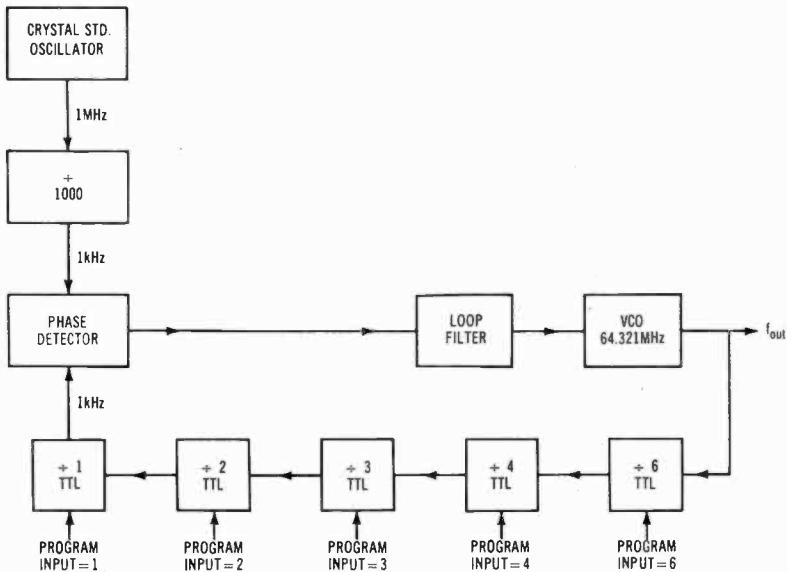 CRYSTAL STD.
OSCILLATOR
1MHz
÷
1000
1kHz
PHASE
DETECTOR
LOOP
FILTER
VCO
64.321MHz
fout
1kHz
÷ 1
TTL
÷ 2
TTL
÷ 3
TTL
÷ 4
TTL
÷ 6
TTL
PROGRAM
INPUT=1
PROGRAM
INPUT=2
PROGRAM
INPUT=3
PROGRAM
INPUT=4
PROGRAM
INPUT=6